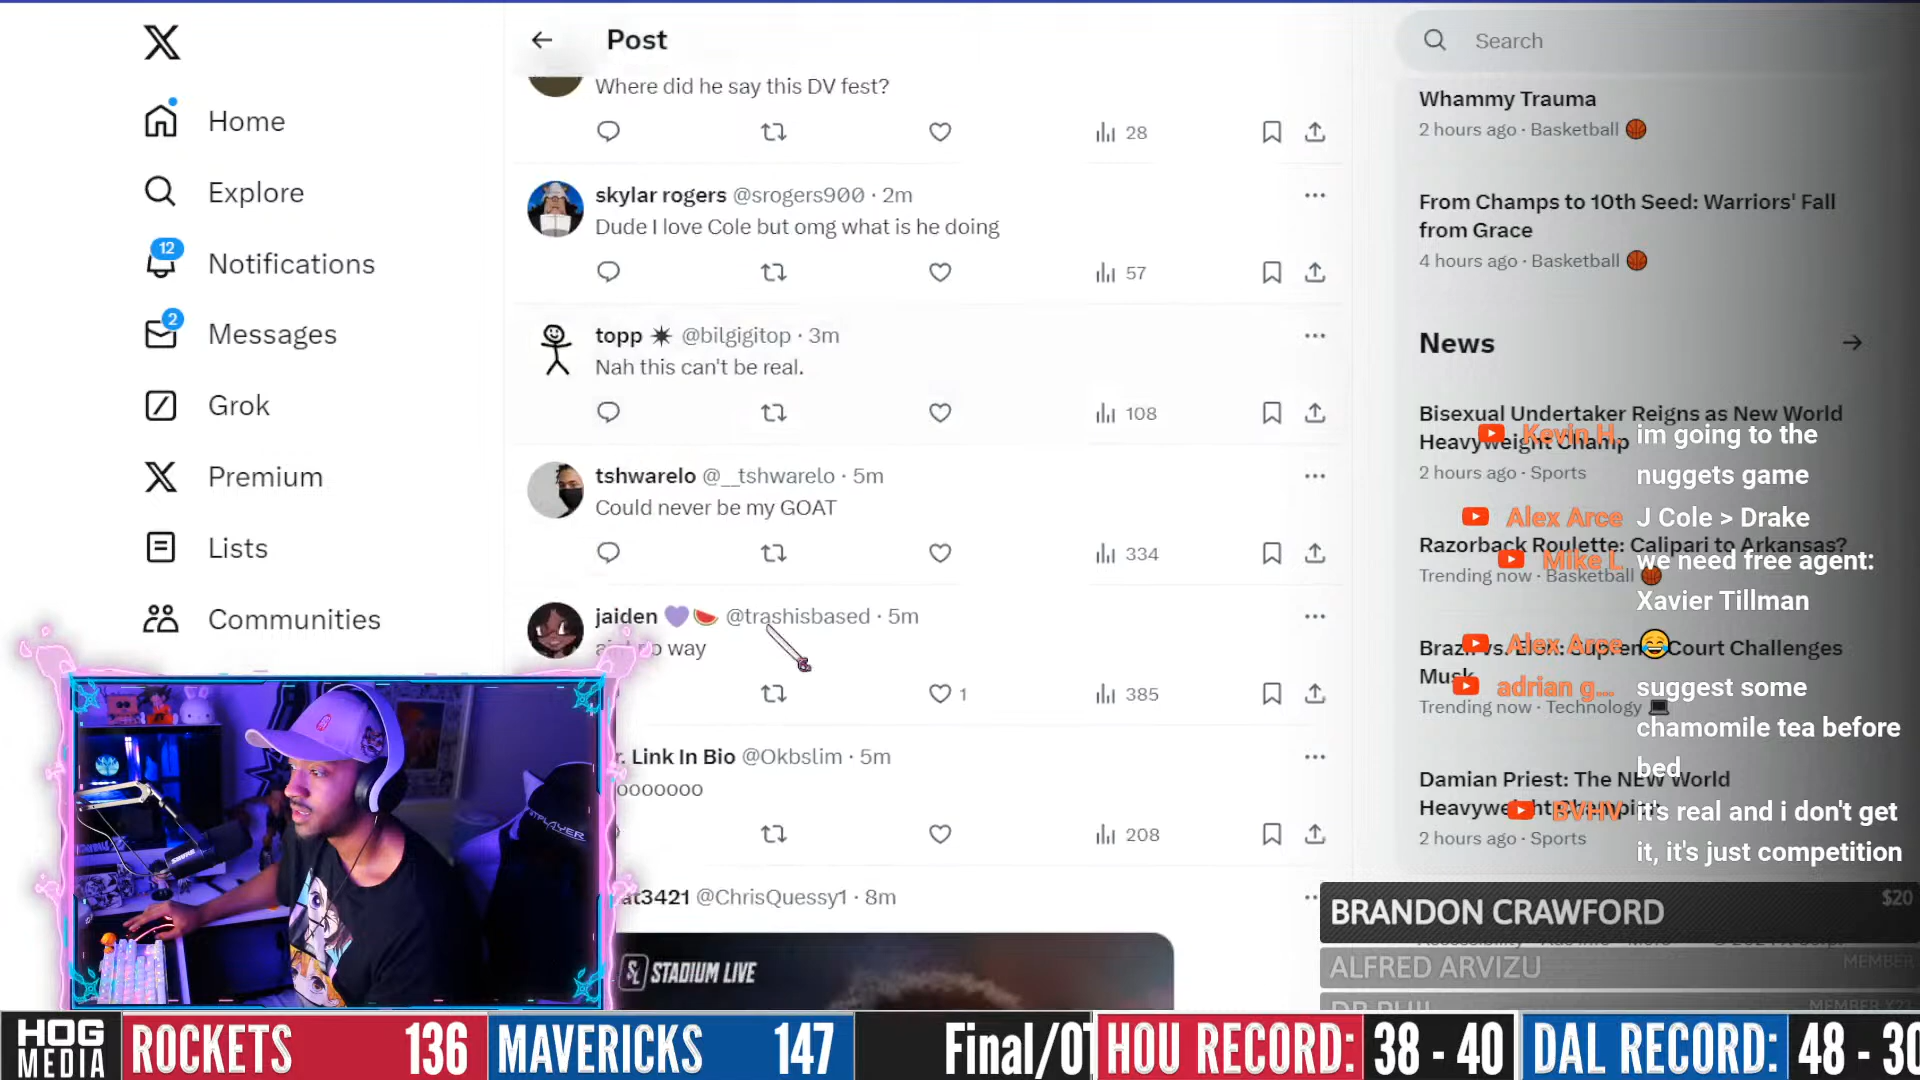 Post
Search
Where did he say this DV fest?
28
skylar rogers @srogers900 · 2m
Dude I love Cole but omg what is he doing
57
topp @bilgigitop · 3m
Nah this can't be real.
108
tshwarelo @__tshwarelo · 5m
Could never be my GOAT
334
jaiden @trashisbased · 5m
way
1
385
Link In Bio @Okbslim · 5m
208
@ChrisQuessy1 · 8m
STADIUM LIVE
Home
Explore
12
Notifications
2
Messages
Grok
Premium
Lists
Communities
Whammy Trauma
2 hours ago · Basketball
From Champs to 10th Seed: Warriors' Fall
from Grace
4 hours ago · Basketball
News
Bisexual Undertaker Reigns as New World
Heavyweight Champ
2 hours ago · Sports
Razorback Roulette: Calipari to Arkansas?
Trending now · Basketball
Court Challenges
Musk
Trending now · Technology
Damian Priest: The NEW World
2 hours ago · Sports
Kevin H. im going to the
nuggets game
Alex Arce J Cole > Drake
Mike L we need free agent:
Xavier Tillman
Alex Arce
adrian g... suggest some
chamomile tea before
bed
BVHV it's real and i don't get
it, it's just competition
BRANDON CRAWFORD $20
ALFRED ARVIZU MEMBER
SHURE
HOG
MEDIA
ROCKETS 136 MAVERICKS 147 HOU RECORD: 38 - 40 DAL RECORD: 48 - 30